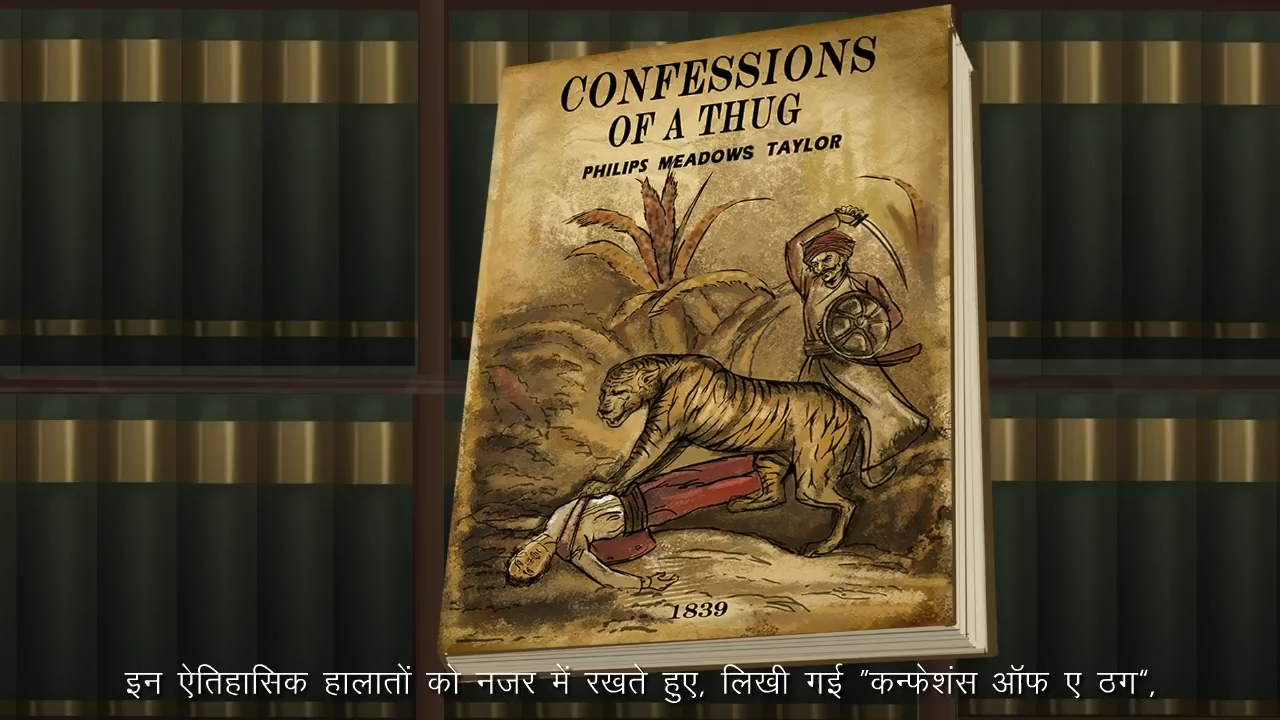 CONFESSIONS
OF A THUG
PHILIPS MEADOWS TAYLOR
1839
इन ऐतिहासिक हालातों को नजर में रखते हुए, लिखी गई "कन्फेशंस ऑफ ए ठग",